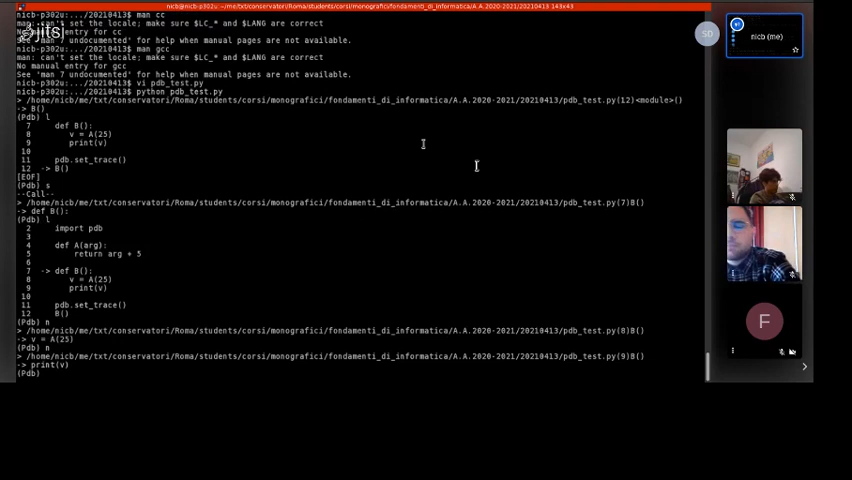 nicb@nicb-p302u: ~/me/txt/conservatori/Roma/students/corsi/monografici/fondamenti_di_informatica/A.A.2020-2021/20210413 143x43
nicb-p302u:.../20210413> man cc
man: can't set the locale; make sure $LC_* and $LANG are correct
No manual entry for cc
See 'man 7 undocumented' for help when manual pages are not available.
nicb-p302u:.../20210413> man gcc
man: can't set the locale; make sure $LC_* and $LANG are correct
No manual entry for gcc
See 'man 7 undocumented' for help when manual pages are not available.
nicb-p302u:.../20210413> vi pdb_test.py
nicb-p302u:.../20210413> python pdb_test.py
> /home/nicb/me/txt/conservatori/Roma/students/corsi/monografici/fondamenti_di_informatica/A.A.2020-2021/20210413/pdb_test.py(12)<module>()
-> B()
(Pdb) l
7 def B():
8 v = A(25)
9 print(v)
10
11 pdb.set_trace()
12 -> B()
[EOF]
(Pdb) s
--Call--
> /home/nicb/me/txt/conservatori/Roma/students/corsi/monografici/fondamenti_di_informatica/A.A.2020-2021/20210413/pdb_test.py(7)B()
-> def B():
(Pdb) l
2 import pdb
3
4 def A(arg):
5 return arg + 5
6
7 -> def B():
8 v = A(25)
9 print(v)
10
11 pdb.set_trace()
12 B()
(Pdb) n
> /home/nicb/me/txt/conservatori/Roma/students/corsi/monografici/fondamenti_di_informatica/A.A.2020-2021/20210413/pdb_test.py(8)B()
-> v = A(25)
(Pdb) n
> /home/nicb/me/txt/conservatori/Roma/students/corsi/monografici/fondamenti_di_informatica/A.A.2020-2021/20210413/pdb_test.py(9)B()
-> print(v)
(Pdb)
jitsi
SD
nicb (me)
F